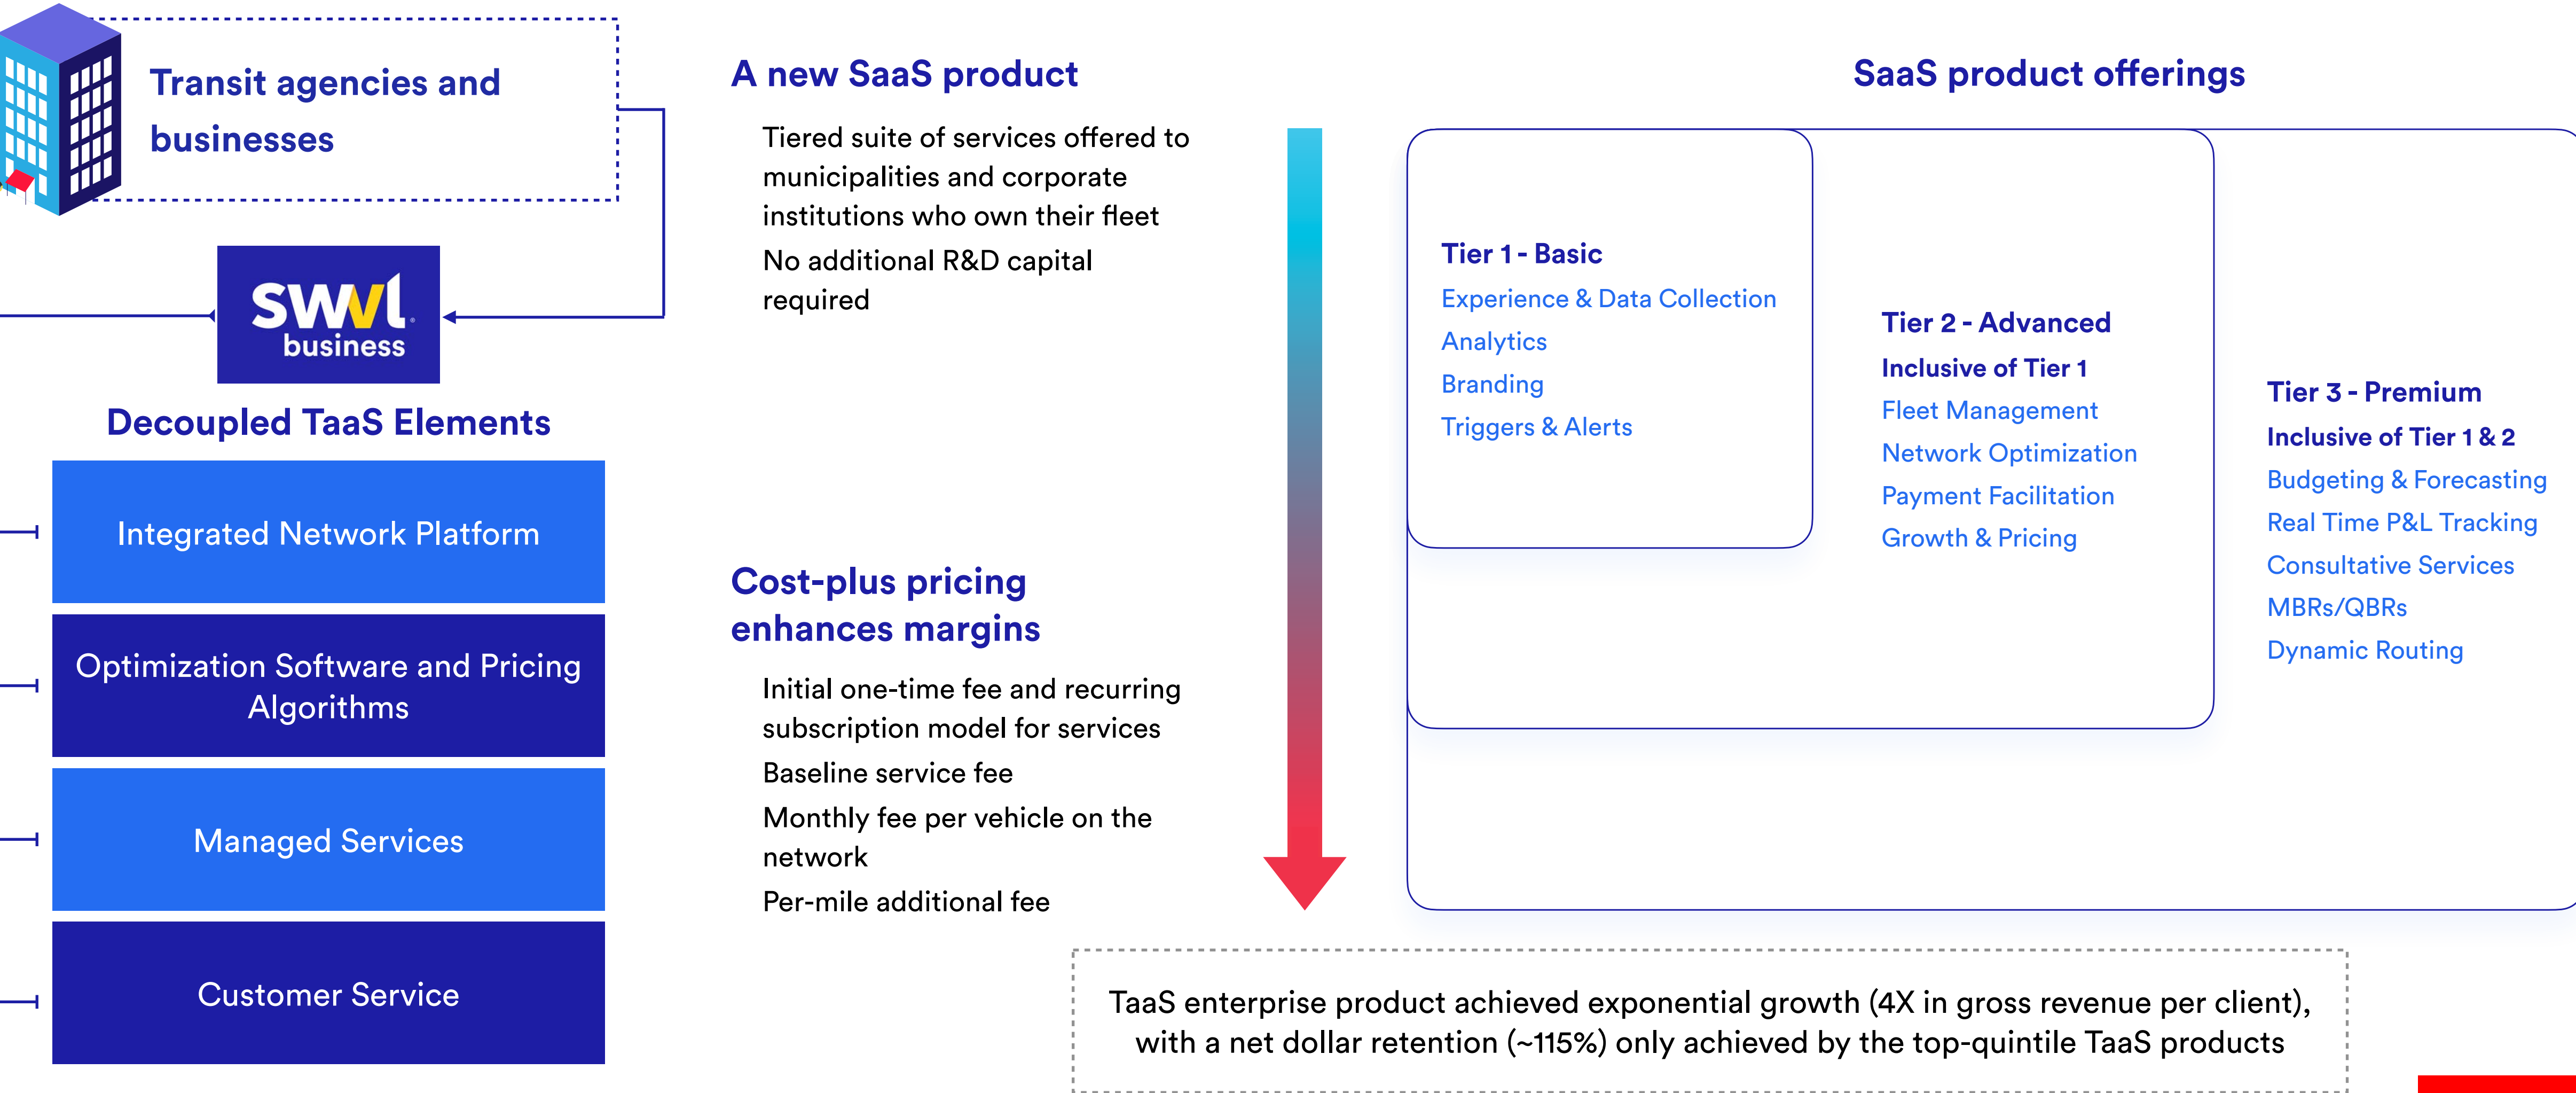 Transit agencies and
businesses
swvl
business
Decoupled TaaS Elements
Integrated Network Platform
Optimization Software and Pricing
Algorithms
Managed Services
Customer Service
A new SaaS product
Tiered suite of services offered to
municipalities and corporate
institutions who own their fleet
No additional R&D capital
required
Cost-plus pricing
enhances margins
Initial one-time fee and recurring
subscription model for services
Baseline service fee
Monthly fee per vehicle on the
network
Per-mile additional fee
SaaS product offerings
Tier 1 - Basic
Experience & Data Collection
Analytics
Branding
Triggers & Alerts
Tier 2 - Advanced
Inclusive of Tier 1
Fleet Management
Network Optimization
Payment Facilitation
Growth & Pricing
Tier 3 - Premium
Inclusive of Tier 1 & 2
Budgeting & Forecasting
Real Time P&L Tracking
Consultative Services
MBRs/QBRs
Dynamic Routing
TaaS enterprise product achieved exponential growth (4X in gross revenue per client),
with a net dollar retention (~115%) only achieved by the top-quintile TaaS products